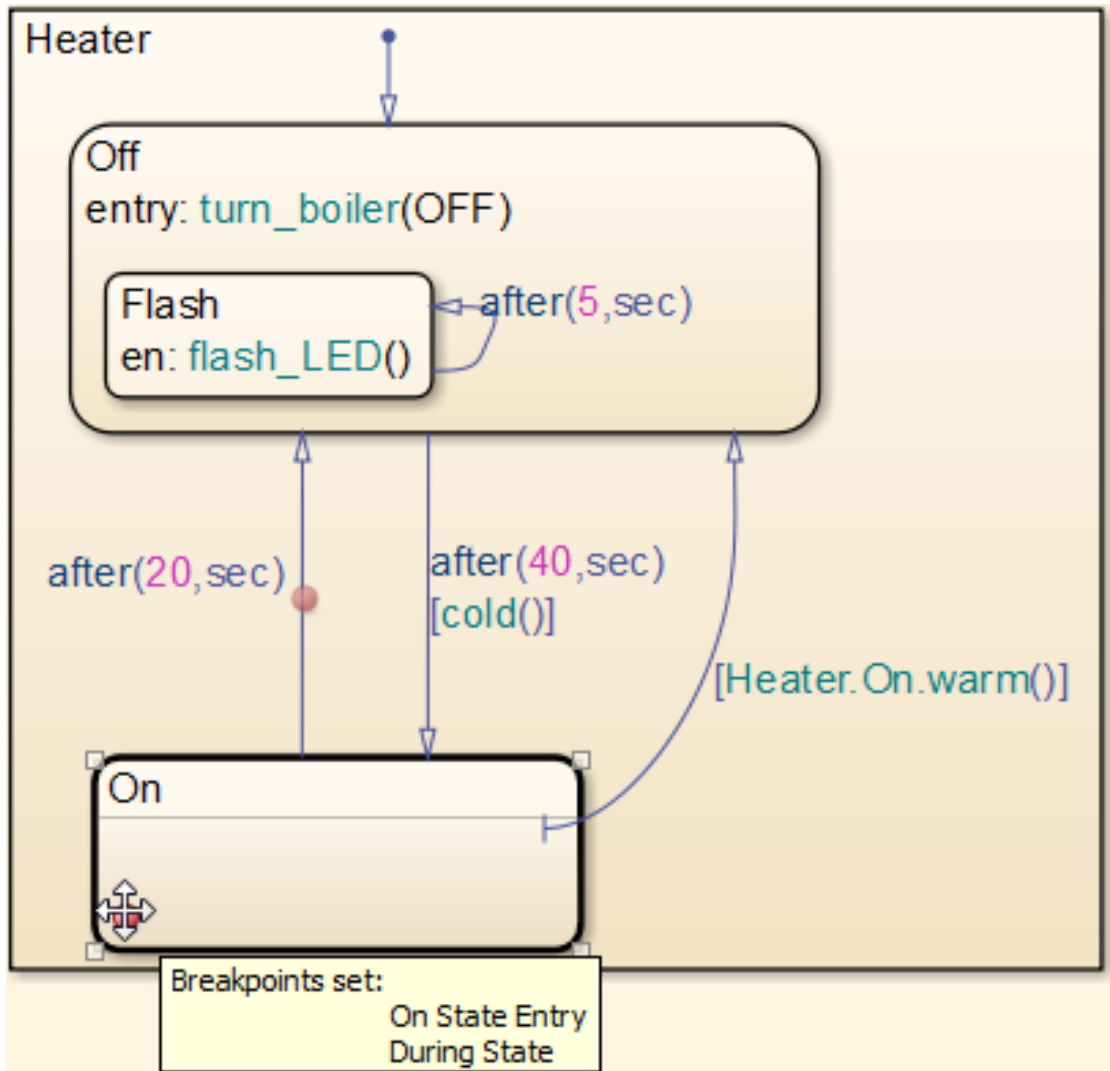 Heater
Off
entry: turn_boiler(OFF)
Flash
after(5,sec)
en: flash_LED()
after(20,sec)
after(40,sec)
[cold()]
[Heater.On.warm()]
On
Breakpoints set:
On State Entry
During State